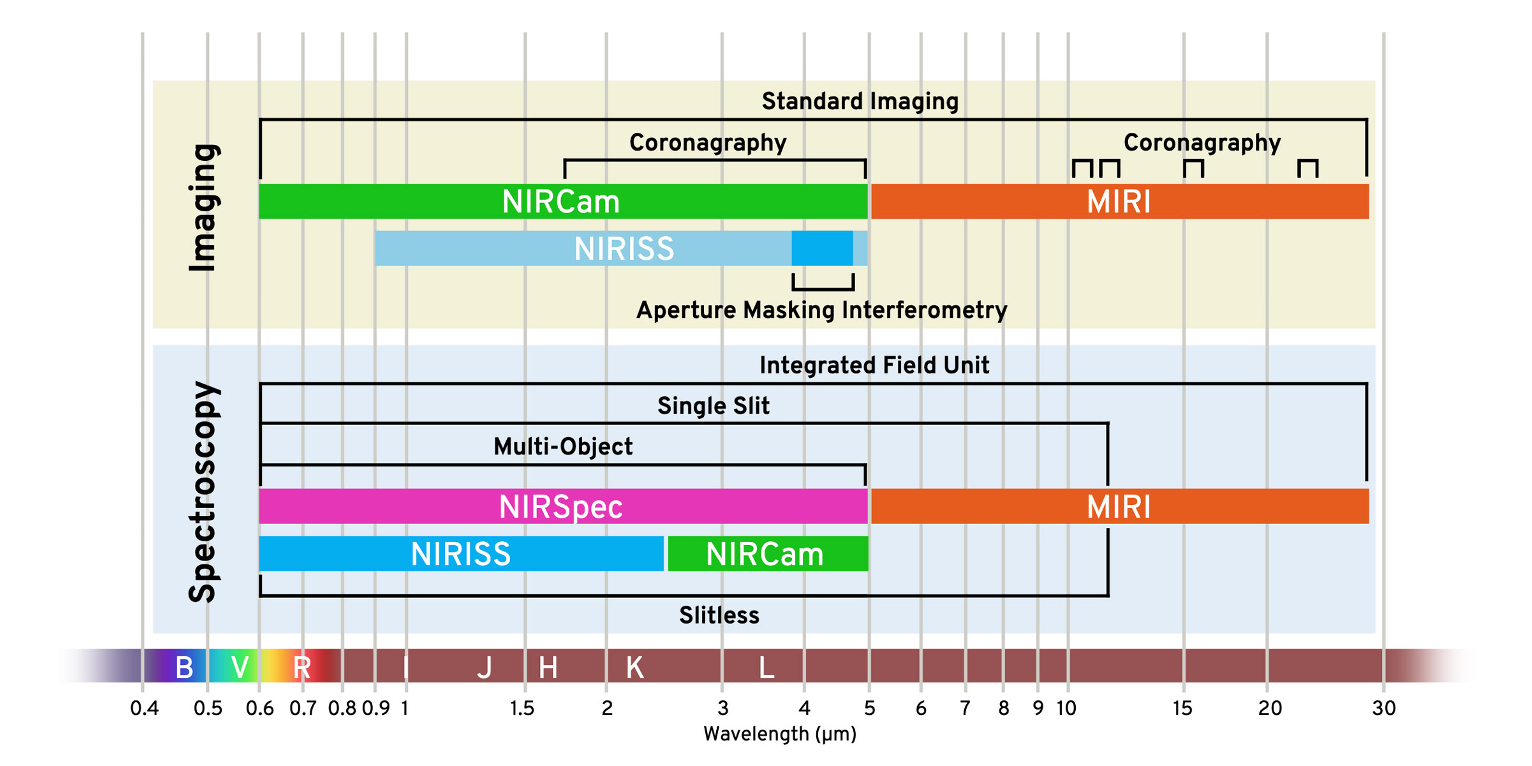 Standard Imaging
Coronagraphy
Coronagraphy
Imaging
NIRCam
MIRI
NIRISS
Aperture Masking Interferometry
Integrated Field Unit
Single Slit
Multi-Object
Spectroscopy
NIRSpec
MIRI
NIRISS
NIRCam
Slitless
B V R I J H K L
0.4 0.5 0.6 0.7 0.8 0.9 1 1.5 2 3 4 5 6 7 8 9 10 15 20 30
Wavelength (µm)